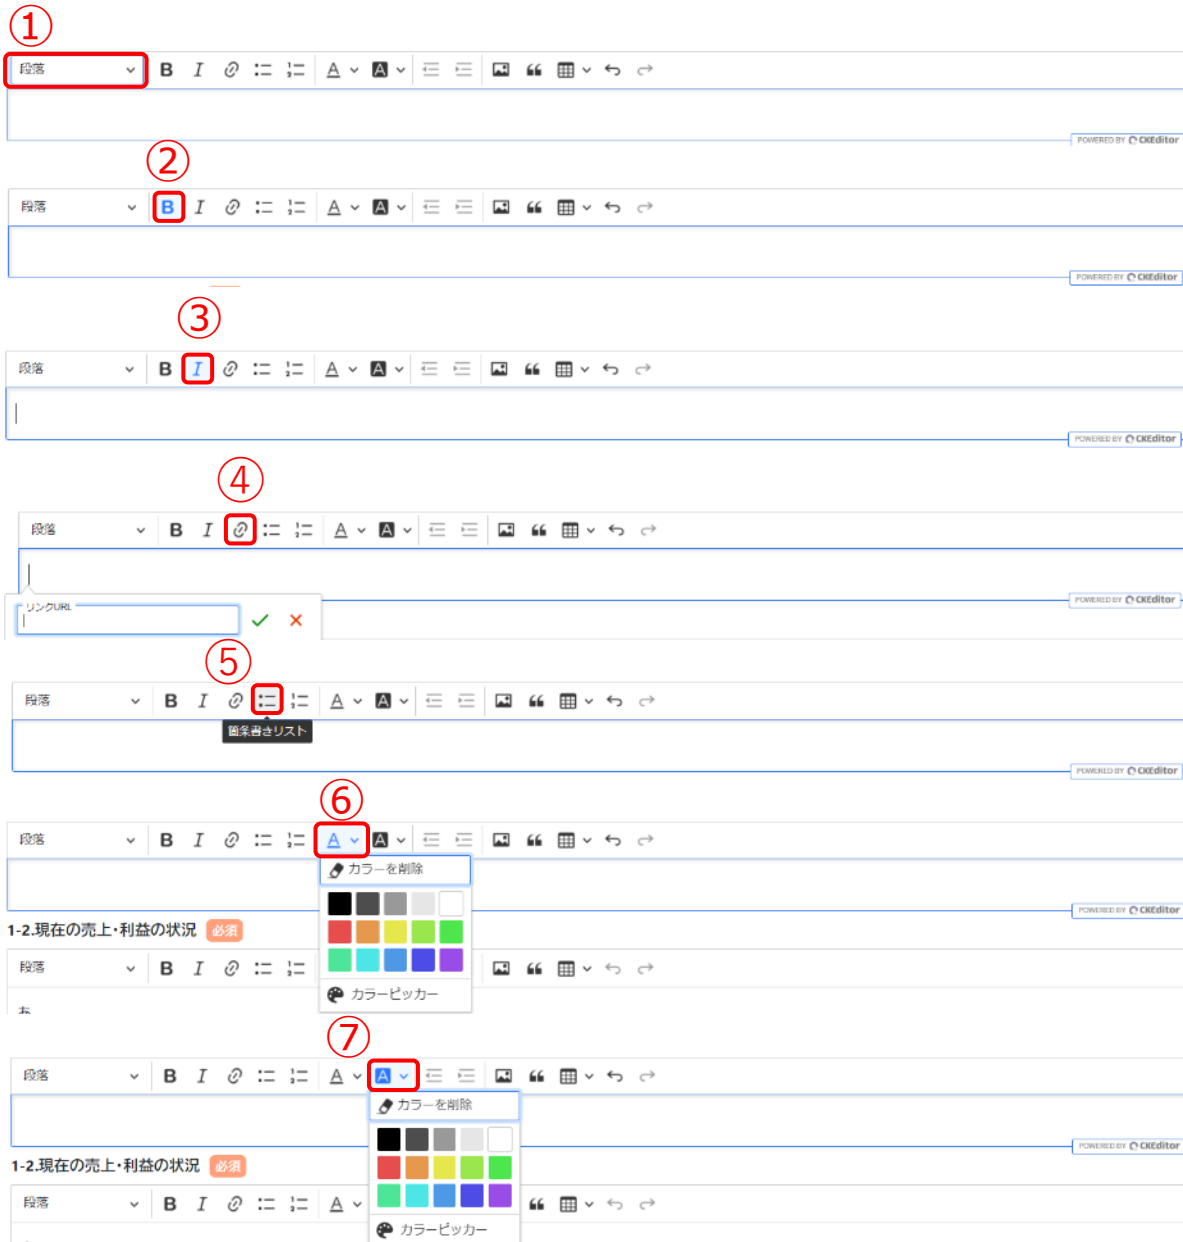 ①
段落 B I A A
POWERED BY CKEditor
②
段落 B I A A
POWERED BY CKEditor
③
段落 B I A A
POWERED BY CKEditor
④
段落 B I A A
リンクURL
POWERED BY CKEditor
⑤
段落 B I A A
箇条書きリスト
POWERED BY CKEditor
⑥
段落 B I A A
カラーを削除
POWERED BY CKEditor
1-2.現在の売上・利益の状況 必須
段落 B I
カラーピッカー
あ
⑦
段落 B I A A
カラーを削除
POWERED BY CKEditor
1-2.現在の売上・利益の状況 必須
段落 B I A
カラーピッカー